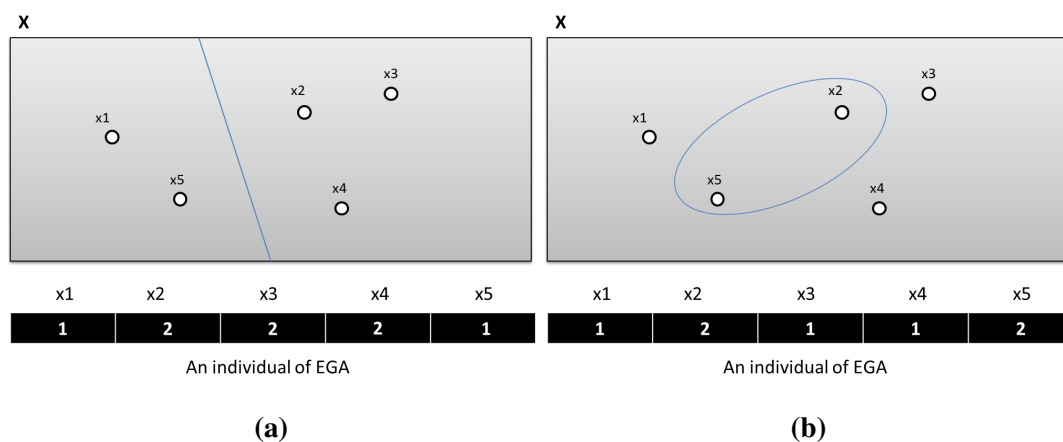 X
x1
x2
x3
x4
x5
x1 x2 x3 x4 x5
1 2 2 2 1
An individual of EGA
(a)
X
x1
x2
x3
x4
x5
x1 x2 x3 x4 x5
1 2 1 1 2
An individual of EGA
(b)